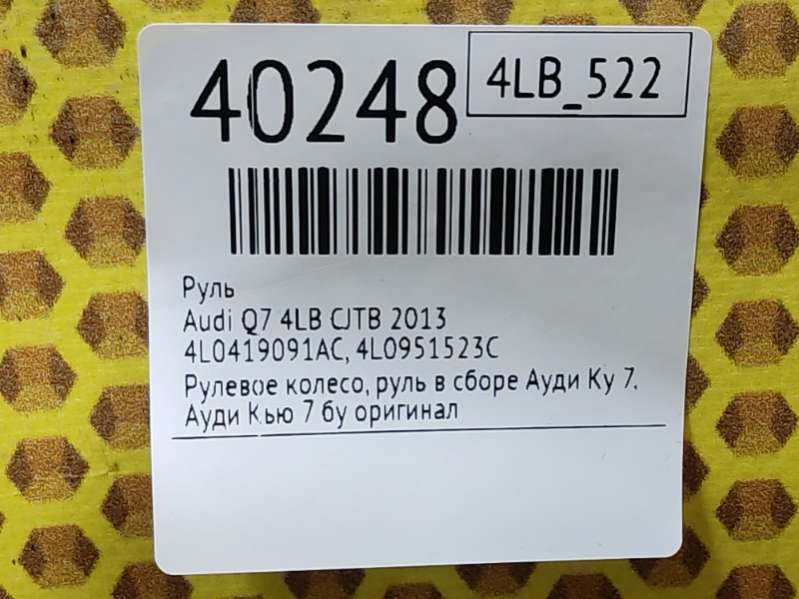 40248
4LB_522
Руль
Audi Q7 4LB CJTB 2013
4L0419091AC, 4L0951523C
Рулевое колесо, руль в сборе Ауди Ку 7,
Ауди Кью 7 бу оригинал